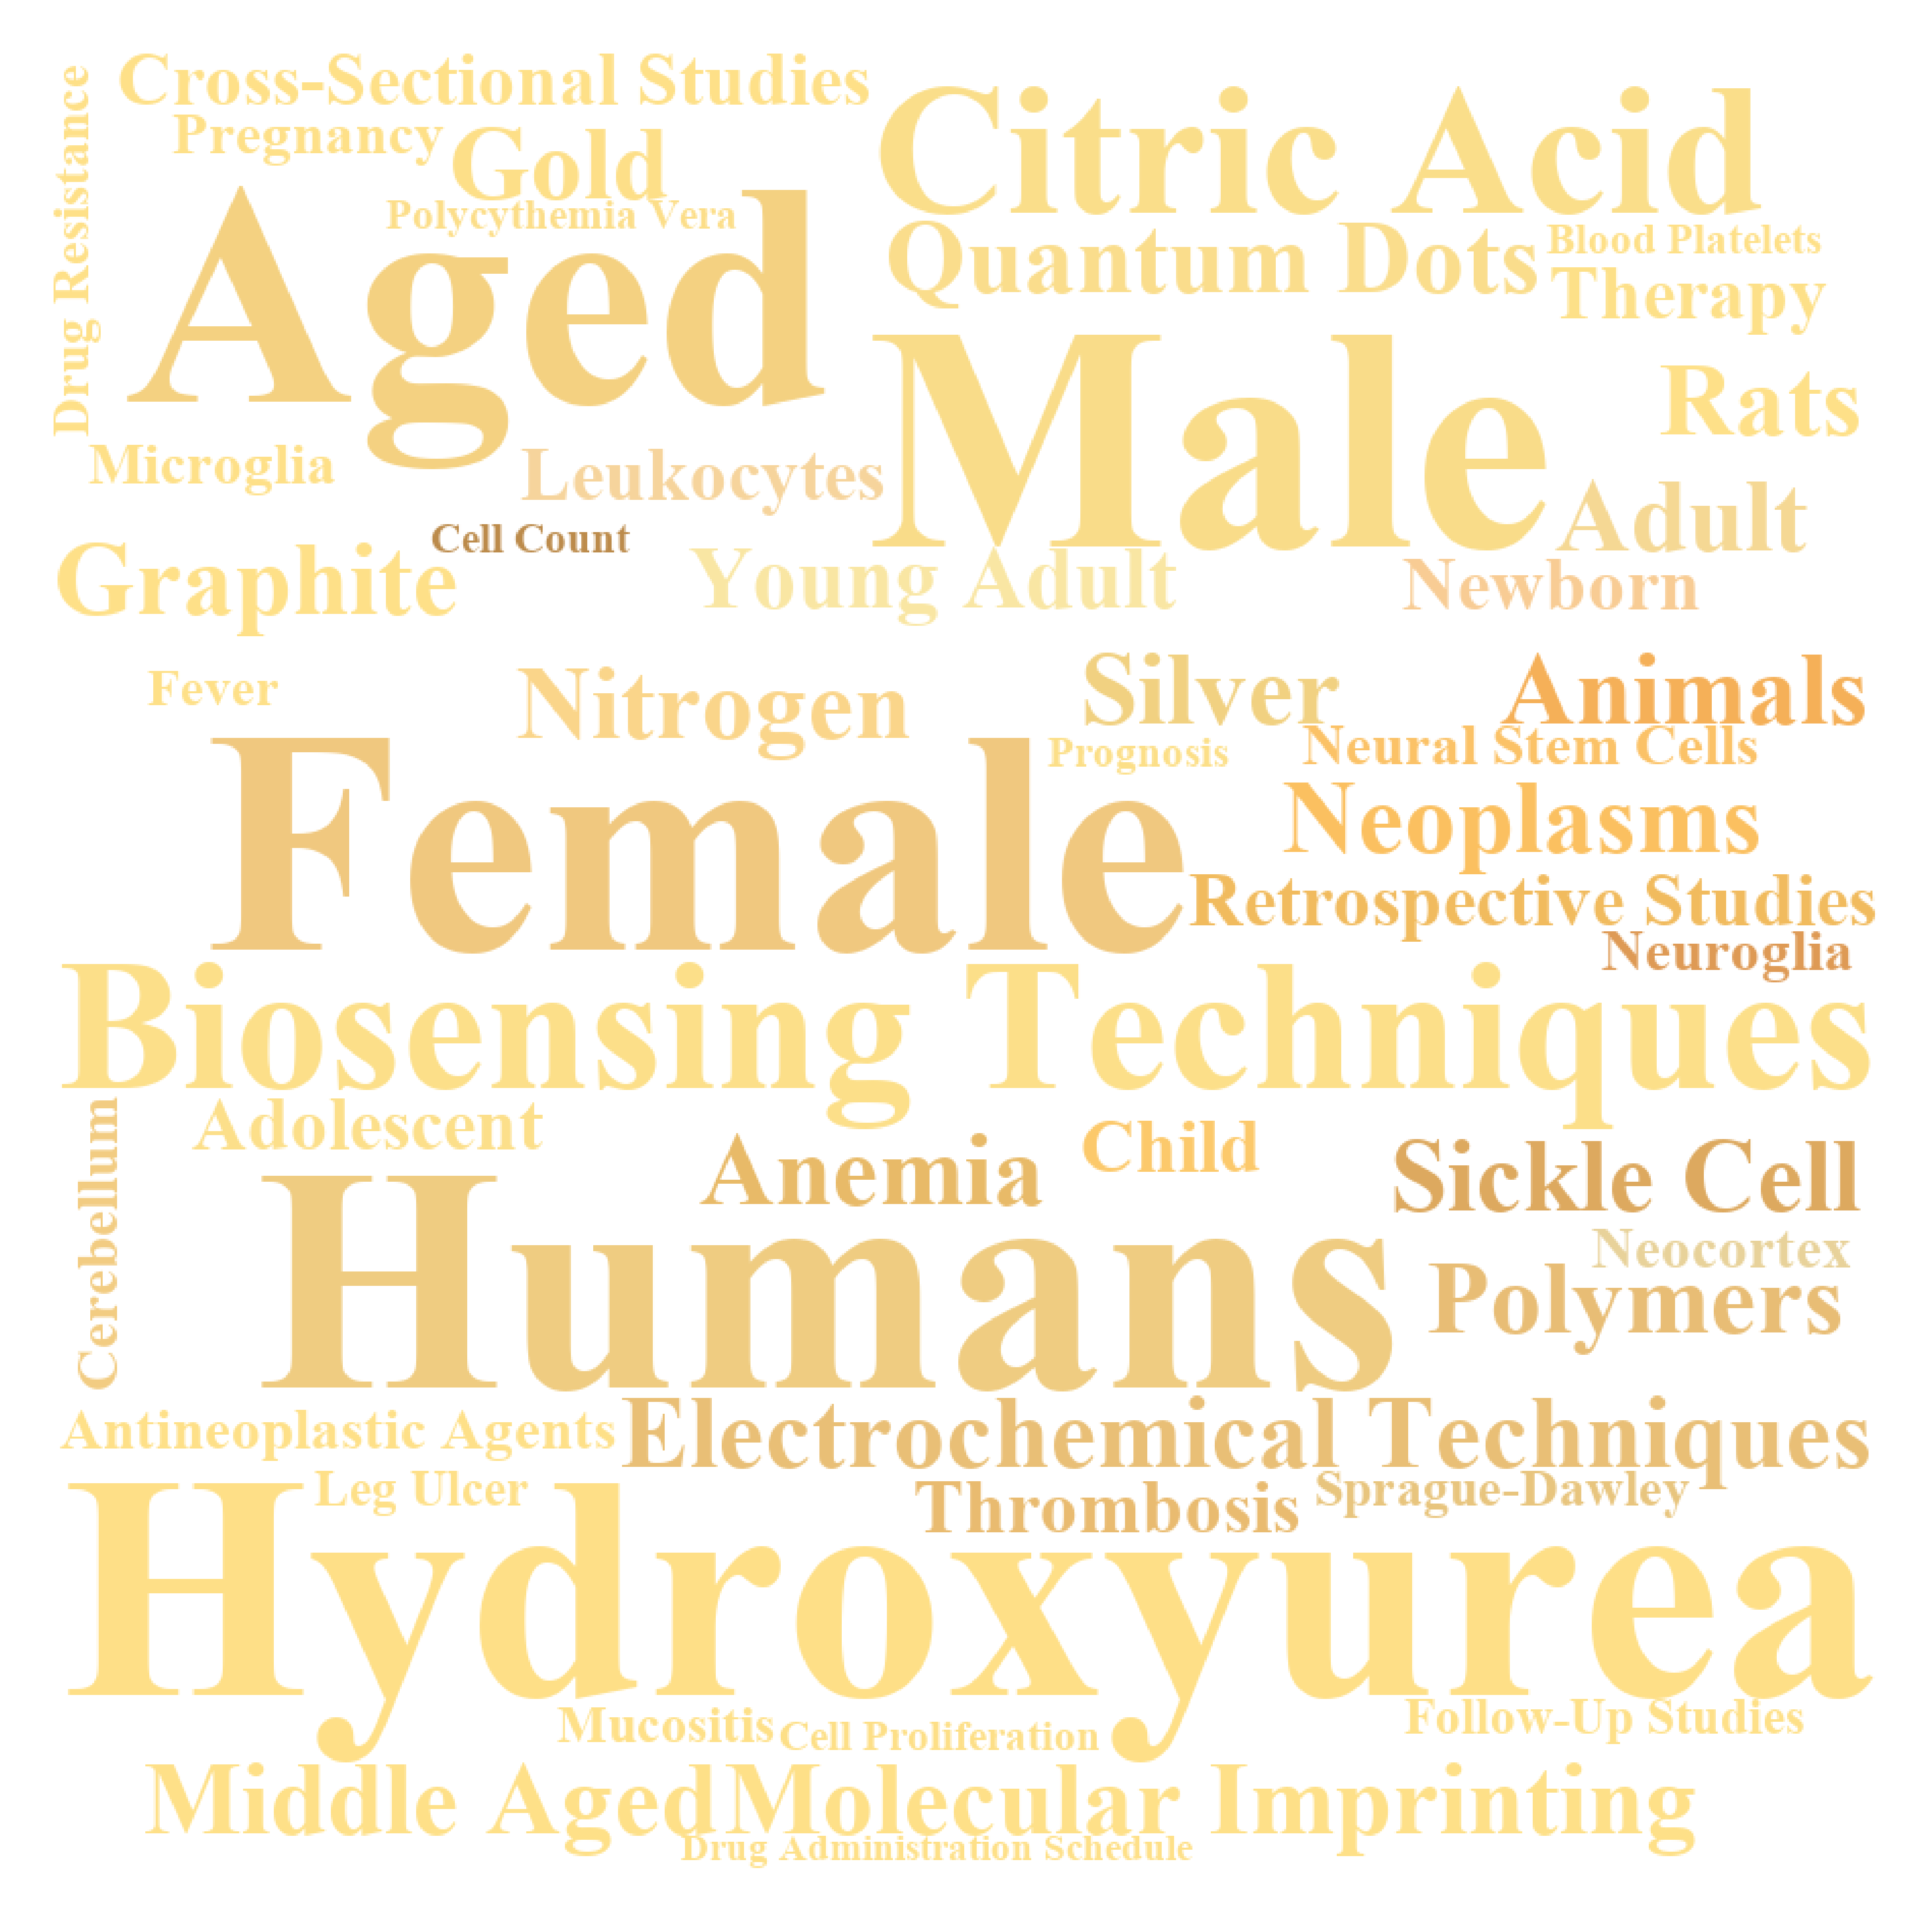 Cross-Sectional Studies
Pregnancy
Gold
Citric Acid
Drug Resistance
Polycythemia Vera
Aged
Quantum Dots
Blood Platelets
Therapy
Male
Rats
Microglia
Leukocytes
Adult
Cell Count
Graphite
Young Adult
Newborn
Fever
Nitrogen
Silver
Animals
Prognosis
Neural Stem Cells
Female
Neoplasms
Retrospective Studies
Neuroglia
Biosensing Techniques
Cerebellum
Adolescent
Anemia
Child
Sickle Cell
Humans
Neocortex
Polymers
Antineoplastic Agents
Electrochemical Techniques
Leg Ulcer
Thrombosis
Sprague-Dawley
Hydroxyurea
Mucositis
Cell Proliferation
Follow-Up Studies
Middle Aged
Molecular Imprinting
Drug Administration Schedule